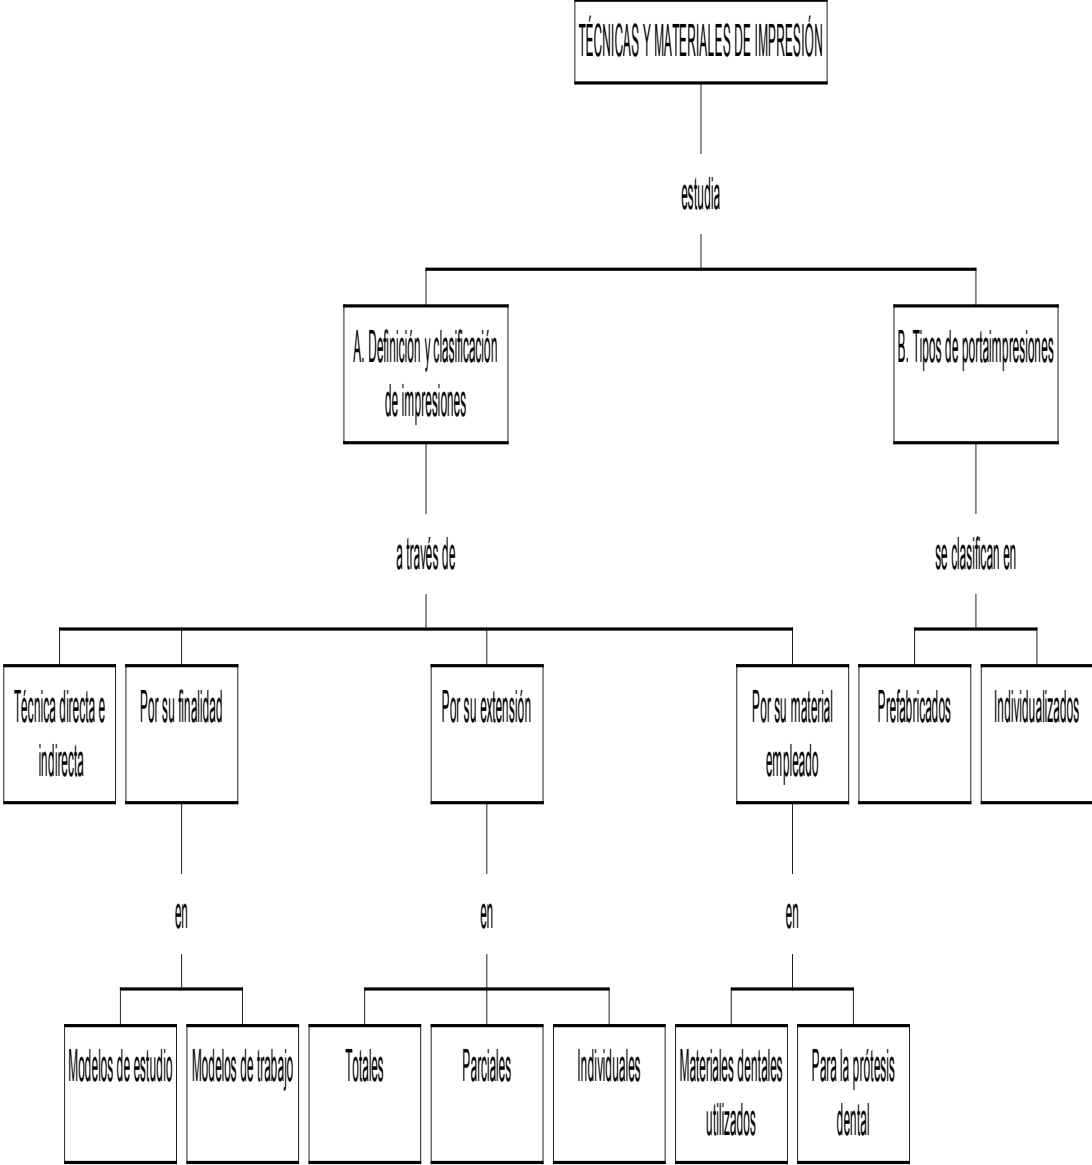 TÉCNICAS Y MATERIALES DE IMPRESIÓN
estudia
A. Definición y clasificación
de impresiones
B. Tipos de portaimpresiones
a través de
se clasifican en
Técnica directa e
indirecta
Por su finalidad
Por su extensión
Por su material
empleado
Prefabricados
Individualizados
en
en
en
Modelos de estudio
Modelos de trabajo
Totales
Parciales
Individuales
Materiales dentales
utilizados
Para la prótesis
dental